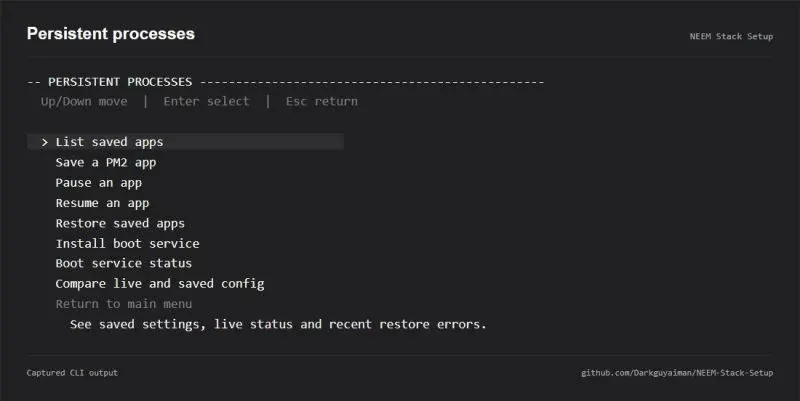 Persistent processes
NEEM Stack Setup
-- PERSISTENT PROCESSES ------------------------------------------------
Up/Down move | Enter select | Esc return
> List saved apps
Save a PM2 app
Pause an app
Resume an app
Restore saved apps
Install boot service
Boot service status
Compare live and saved config
Return to main menu
See saved settings, live status and recent restore errors.
Captured CLI output
github.com/Darkguyaiman/NEEM-Stack-Setup